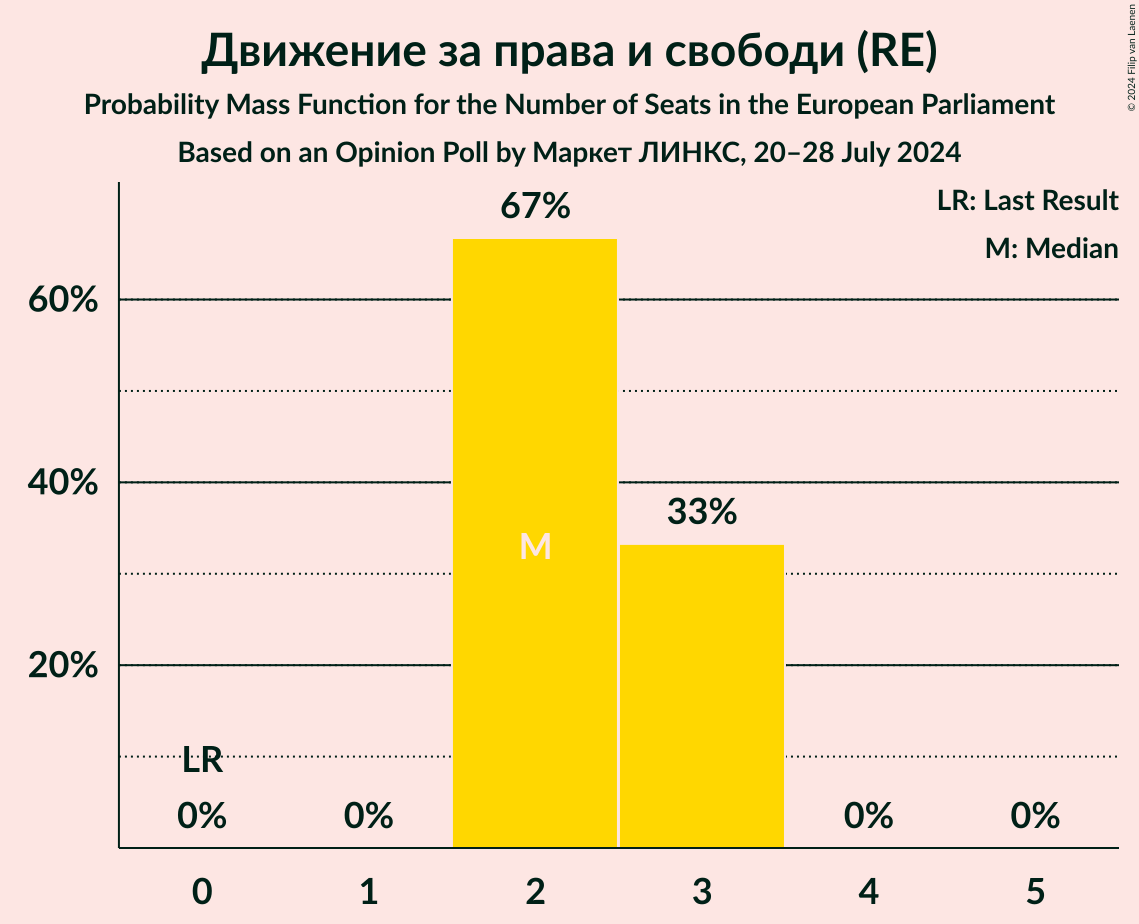 Движение за права и свободи (RE)
Probability Mass Function for the Number of Seats in the European Parliament
Based on an Opinion Poll by Маркет ЛИНКС, 20–28 July 2024
© 2024 Filip van Laenen
LR: Last Result
M: Median
67%
60%
40%
33%
M
20%
LR
0% 0% 0% 0%
0 1 2 3 4 5